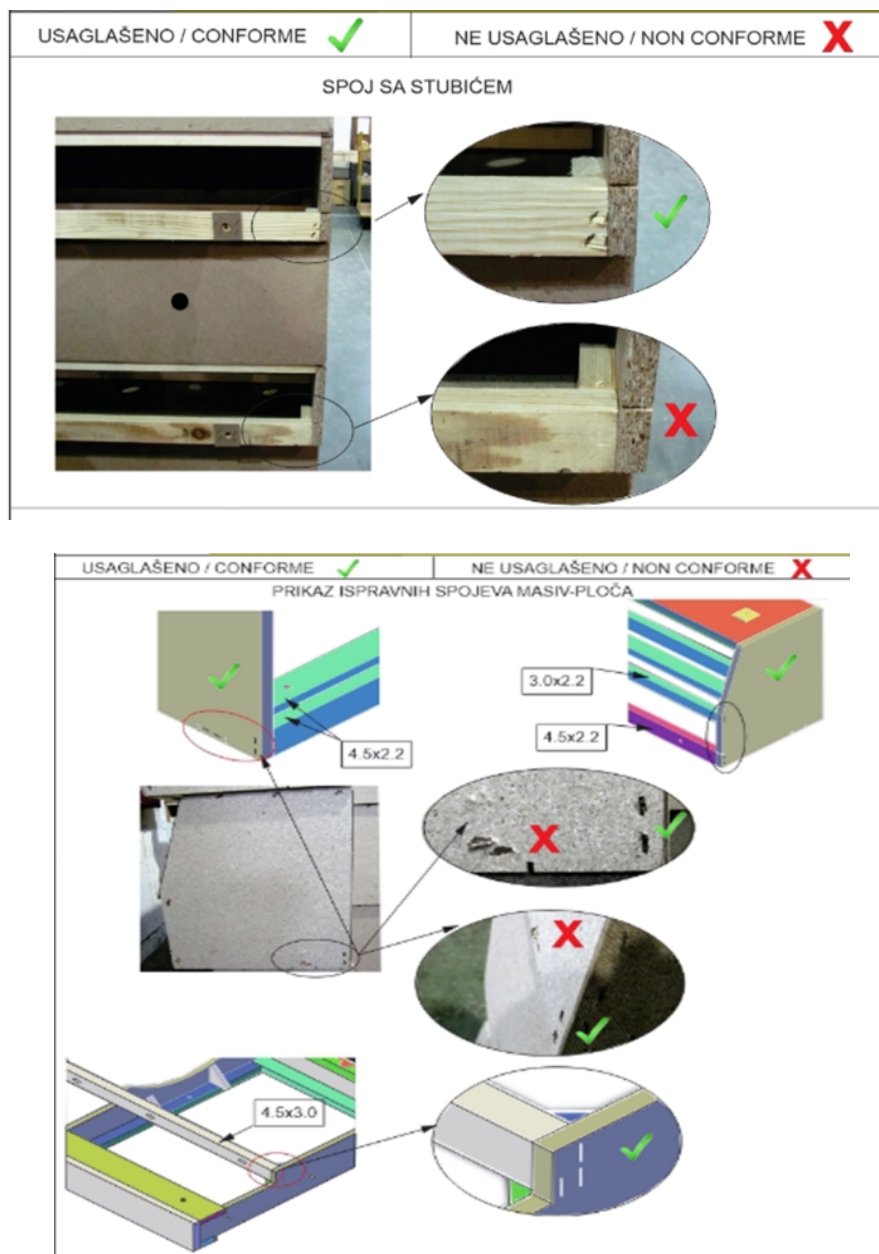 USAGLAŠENO / CONFORME
NE USAGLAŠENO / NON CONFORME X
SPOJ SA STUBIĆEM
X
USAGLAŠENO / CONFORME
NE USAGLAŠENO / NON CONFORME X
PRIKAZ ISPRAVNIH SPOJEVA MASIV-PLOČA
3.0x2.2
4.5x2.2
4.5x2.2
X
X
4.5x3.0